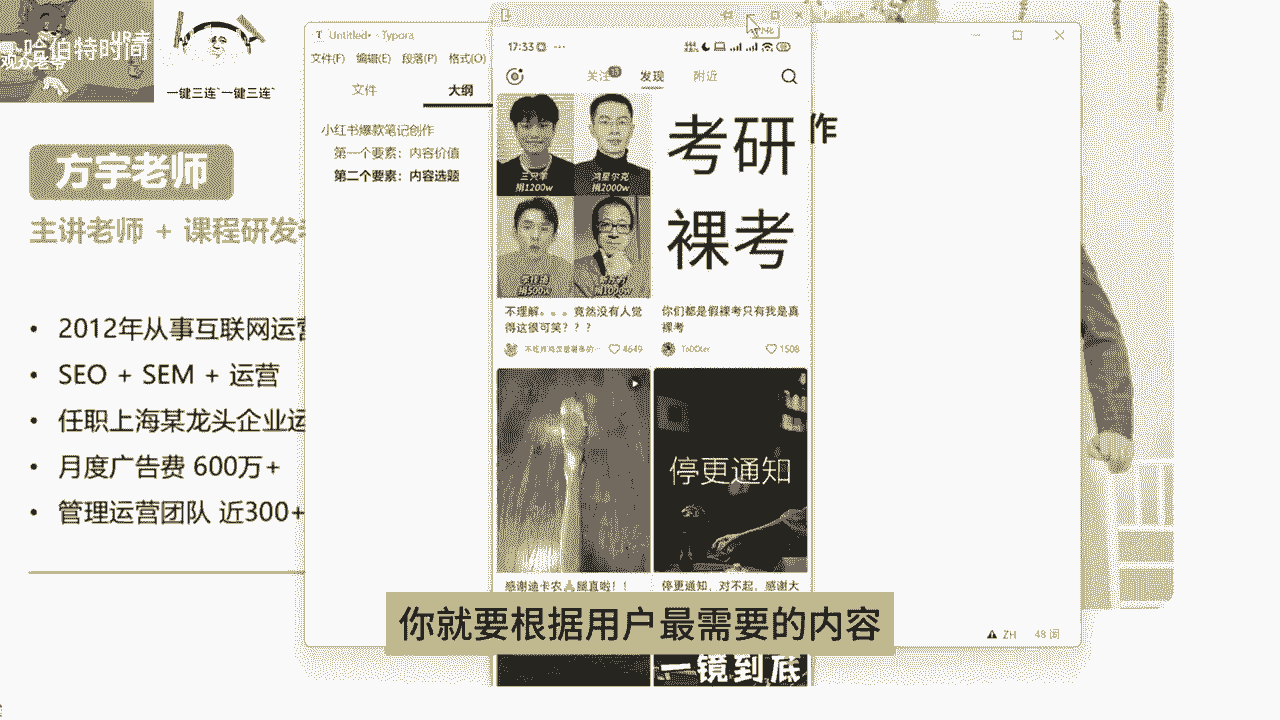 哈伯特时间
一键三连`一键三连`
方宇老师
主讲老师 + 课程研发
2012年从事互联网运营
SEO + SEM + 运营
任职上海某龙头企业运
月度广告费 600万+
管理运营团队 近300+
Untitled• - Typora
文件(F) 编辑(E) 段落(P) 格式(O)
文件 大纲
小红书爆款笔记创作
第一个要素：内容价值
第二个要素：内容选题
作
ZH 48 词
17:33
关注 发现 附近
三只羊
捐1200w
鸿星尔克
捐2000w
捐500w
捐1000w
不理解。。。竟然没有人觉
得这很可笑？？？
4649
考研
裸考
你们都是假裸考只有我是真
裸考
1508
停更通知
感谢迪卡农🙏腿直啦！！
停更通知，对不起，感谢大
一镜到底
你就要根据用户最需要的内容